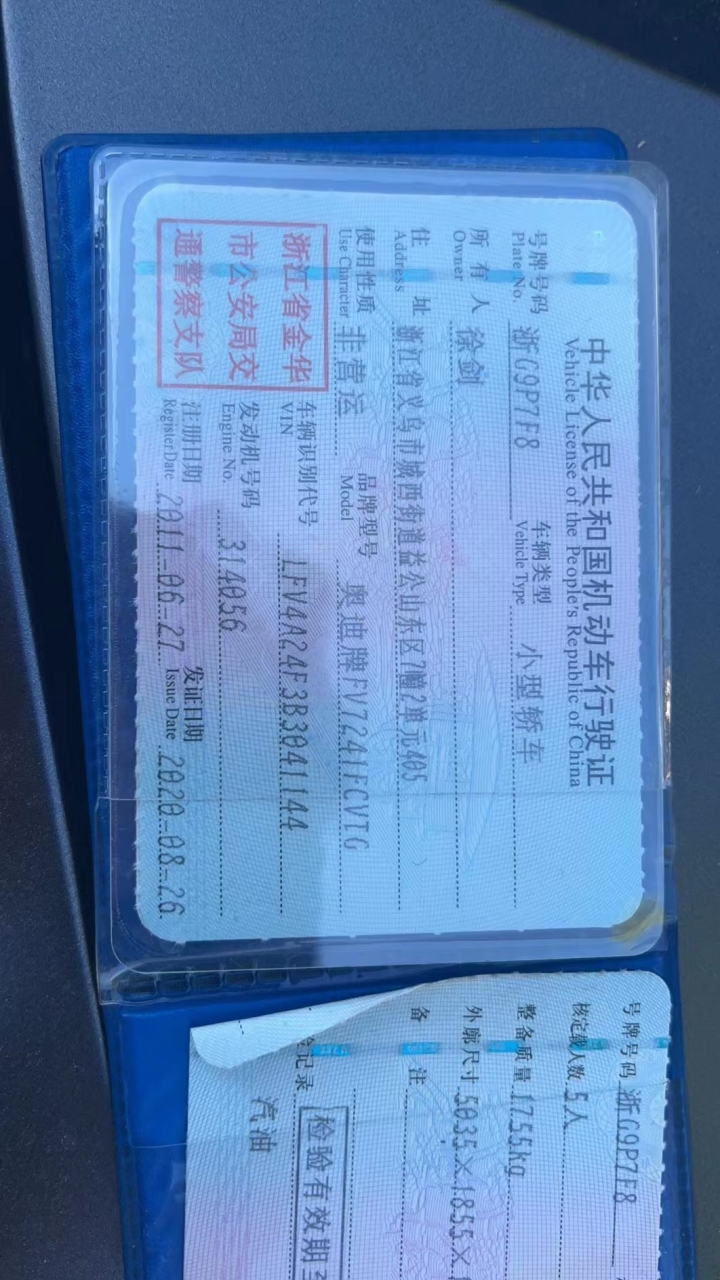 中华人民共和国机动车行驶证
Vehicle License of the People's Republic of China
号牌号码 浙G9P7F8 车辆类型 小型轿车
Plate No. Vehicle Type
所有人 徐剑
Owner
住址 浙江省义乌市城西街道益公山东区7幢2单元405
Address
使用性质 非营运 品牌型号 奥迪牌FV7241FCVTG
Use Character Model
浙江省金华
市公安局交
通警察支队
车辆识别代号 LFV4A24F3B3041144
VIN
发动机号码 314056
Engine No.
注册日期 2011-06-27 发证日期 2020-08-26
Register Date Issue Date
号牌号码 浙G9P7F8
核定载人数 5人
整备质量 1755kg
外廓尺寸 5035×1855×1
备注
记录 检验有效期至
汽油